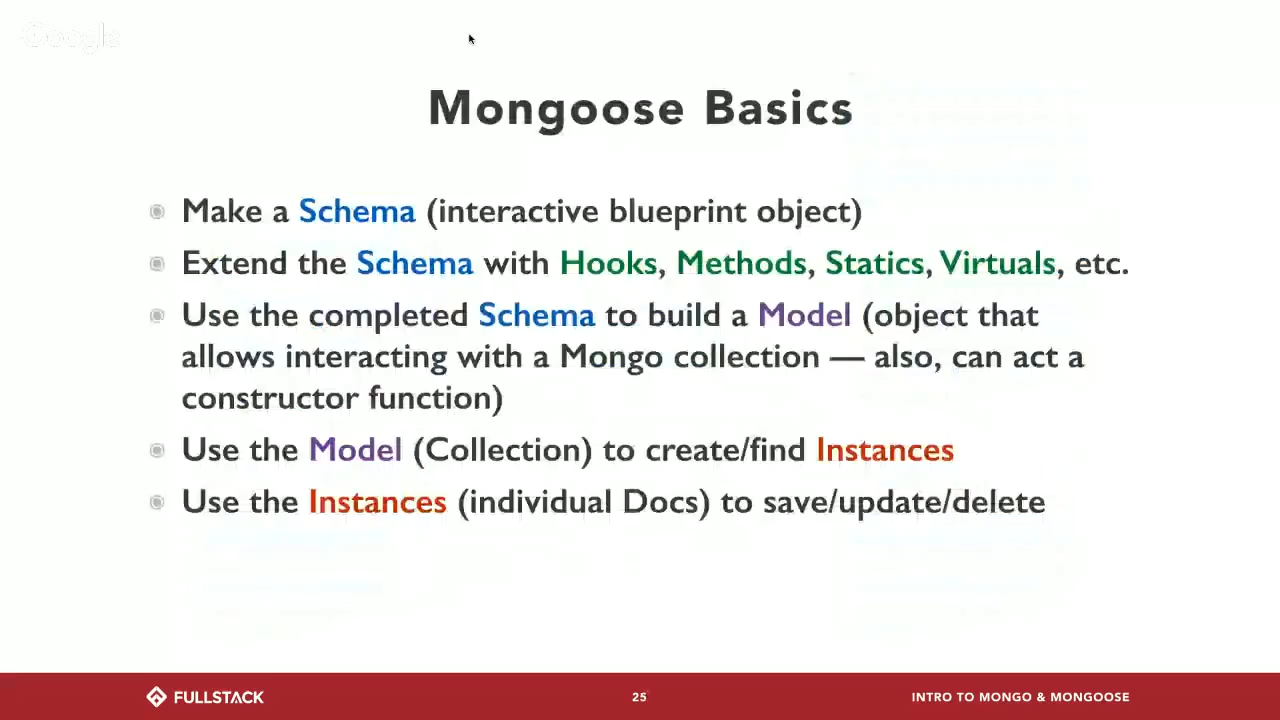 Google
Mongoose Basics
Make a Schema (interactive blueprint object)
Extend the Schema with Hooks, Methods, Statics, Virtuals, etc.
Use the completed Schema to build a Model (object that
allows interacting with a Mongo collection — also, can act a
constructor function)
Use the Model (Collection) to create/find Instances
Use the Instances (individual Docs) to save/update/delete
FULLSTACK
25
INTRO TO MONGO & MONGOOSE